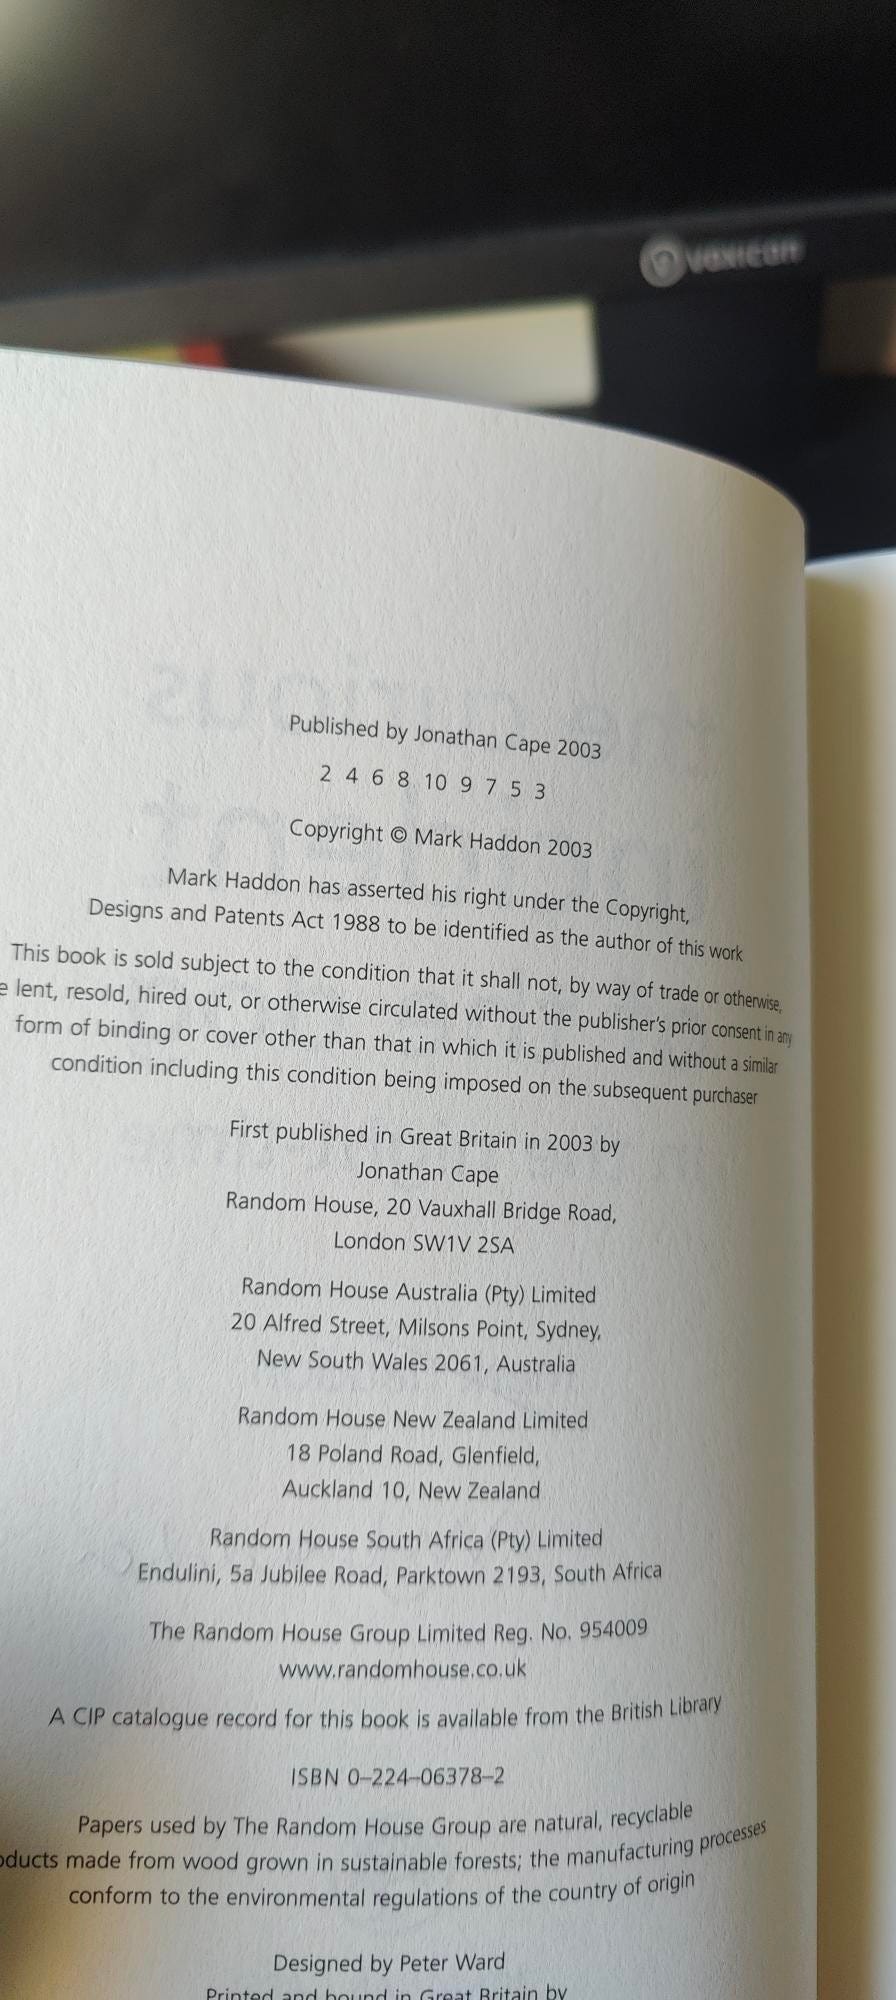 Voxicon
Published by Jonathan Cape 2003
2 4 6 8 10 9 7 5 3
Copyright © Mark Haddon 2003
Mark Haddon has asserted his right under the Copyright,
Designs and Patents Act 1988 to be identified as the author of this work
This book is sold subject to the condition that it shall not, by way of trade or otherwise,
lent, resold, hired out, or otherwise circulated without the publisher's prior consent in any
form of binding or cover other than that in which it is published and without a similar
condition including this condition being imposed on the subsequent purchaser
First published in Great Britain in 2003 by
Jonathan Cape
Random House, 20 Vauxhall Bridge Road,
London SW1V 2SA
Random House Australia (Pty) Limited
20 Alfred Street, Milsons Point, Sydney,
New South Wales 2061, Australia
Random House New Zealand Limited
18 Poland Road, Glenfield,
Auckland 10, New Zealand
Random House South Africa (Pty) Limited
Endulini, 5a Jubilee Road, Parktown 2193, South Africa
The Random House Group Limited Reg. No. 954009
www.randomhouse.co.uk
A CIP catalogue record for this book is available from the British Library
ISBN 0–224–06378–2
Papers used by The Random House Group are natural, recyclable
oducts made from wood grown in sustainable forests; the manufacturing processes
conform to the environmental regulations of the country of origin
Designed by Peter Ward
Printed and bound in Great Britain by